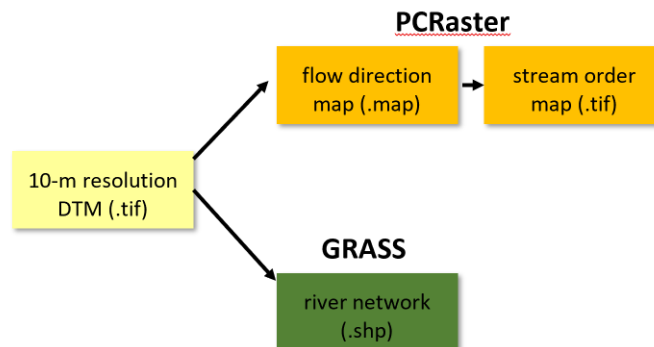 PCRaster
flow direction
map (.map)
stream order
map (.tif)
10-m resolution
DTM (.tif)
GRASS
river network
(.shp)